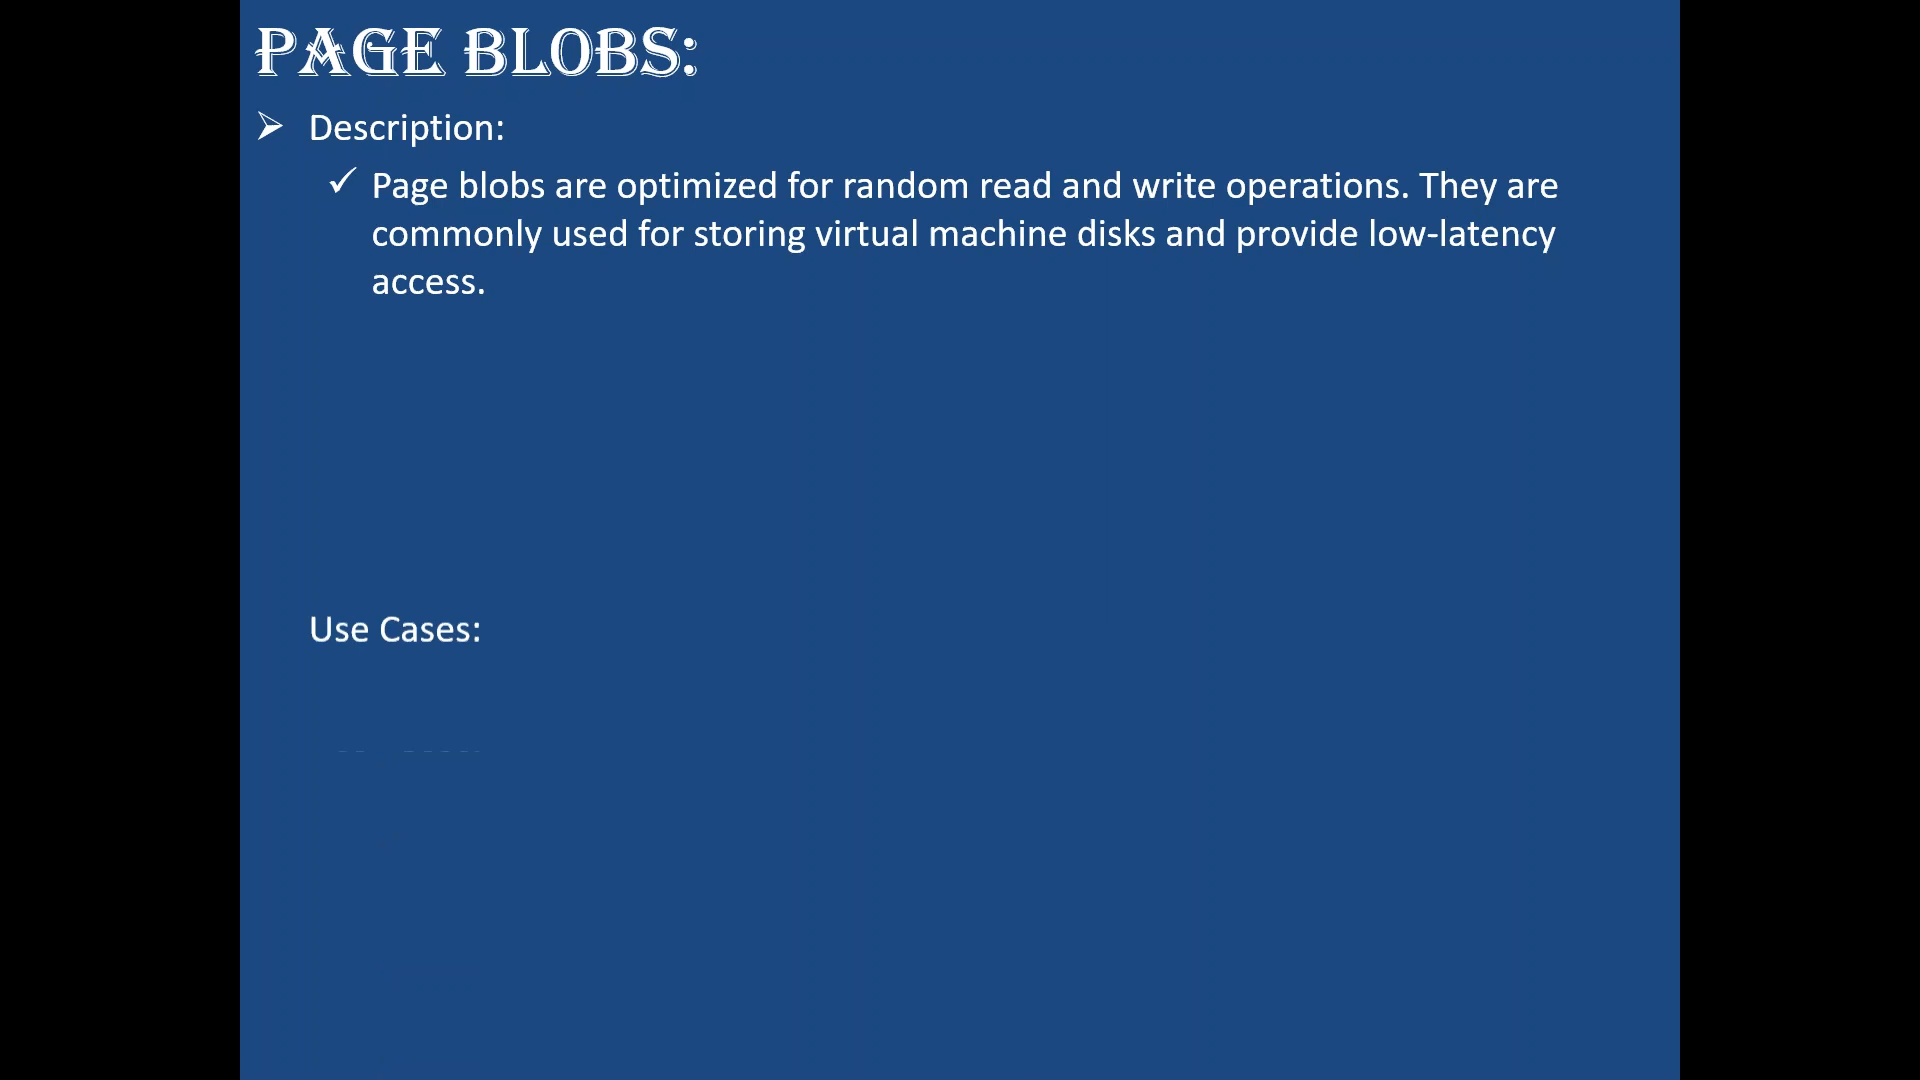 PAGE BLOBS:
➢ Description:
✓ Page blobs are optimized for random read and write operations. They are
commonly used for storing virtual machine disks and provide low-latency
access.
Use Cases: